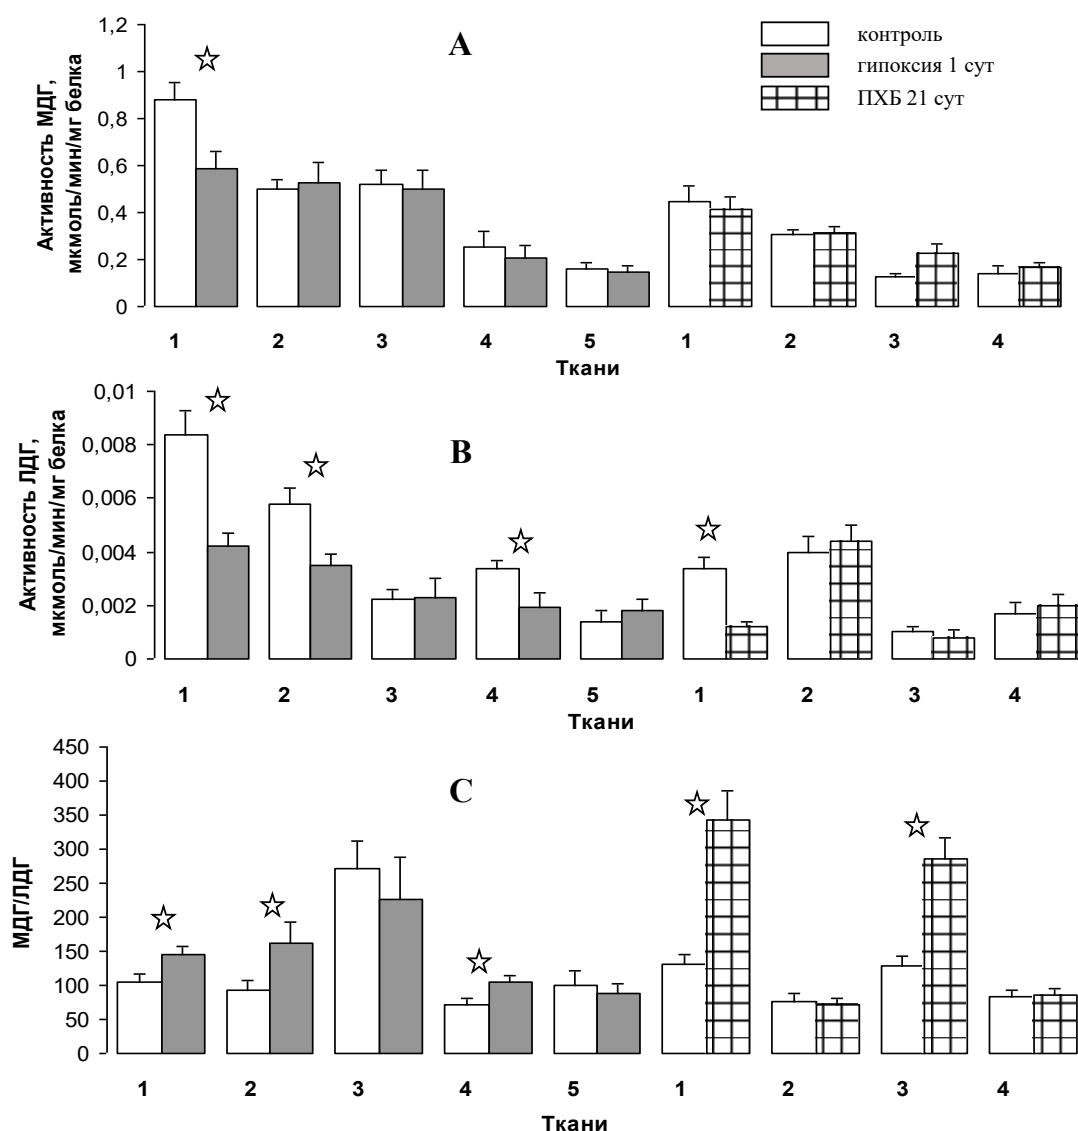 А
контроль
гипоксия 1 сут
ПХБ 21 сут
Активность МДГ,
мкмоль/мин/мг белка
1,2
1
0,8
0,6
0,4
0,2
0
1 2 3 4 5 1 2 3 4
Ткани
В
Активность ЛДГ,
мкмоль/мин/мг белка
0,01
0,008
0,006
0,004
0,002
0
1 2 3 4 5 1 2 3 4
Ткани
С
МДГ/ЛДГ
450
400
350
300
250
200
150
100
50
0
1 2 3 4 5 1 2 3 4
Ткани